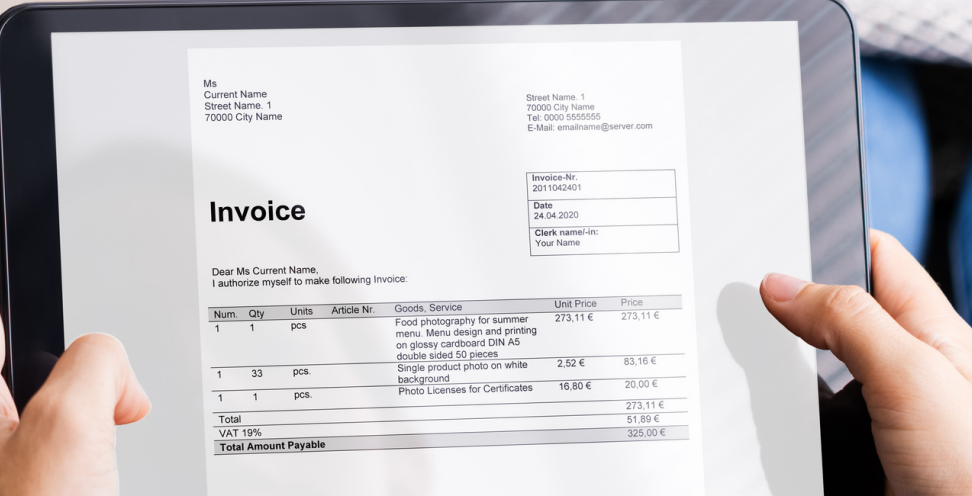 Ms
Current Name
Street Name. 1
70000 City Name
Street Name. 1
70000 City Name
Tel: 0000 5555555
E-Mail: emailname@server.com
Invoice-Nr.
2011042401
Date
24.04.2020
Clerk name/-in:
Your Name
Invoice
Dear Ms Current Name,
I authorize myself to make following Invoice:
Num. Qty Units Article Nr. Goods, Service Unit Price Price
1 1 pcs Food photography for summer 273,11 € 273,11 €
menu. Menu design and printing
on glossy cardboard DIN A5
double sided 50 pieces
1 33 pcs. Single product photo on white 2,52 € 83,16 €
background
1 1 pcs. Photo Licenses for Certificates 16,80 € 20,00 €
273,11 €
Total 51,89 €
VAT 19% 325,00 €
Total Amount Payable